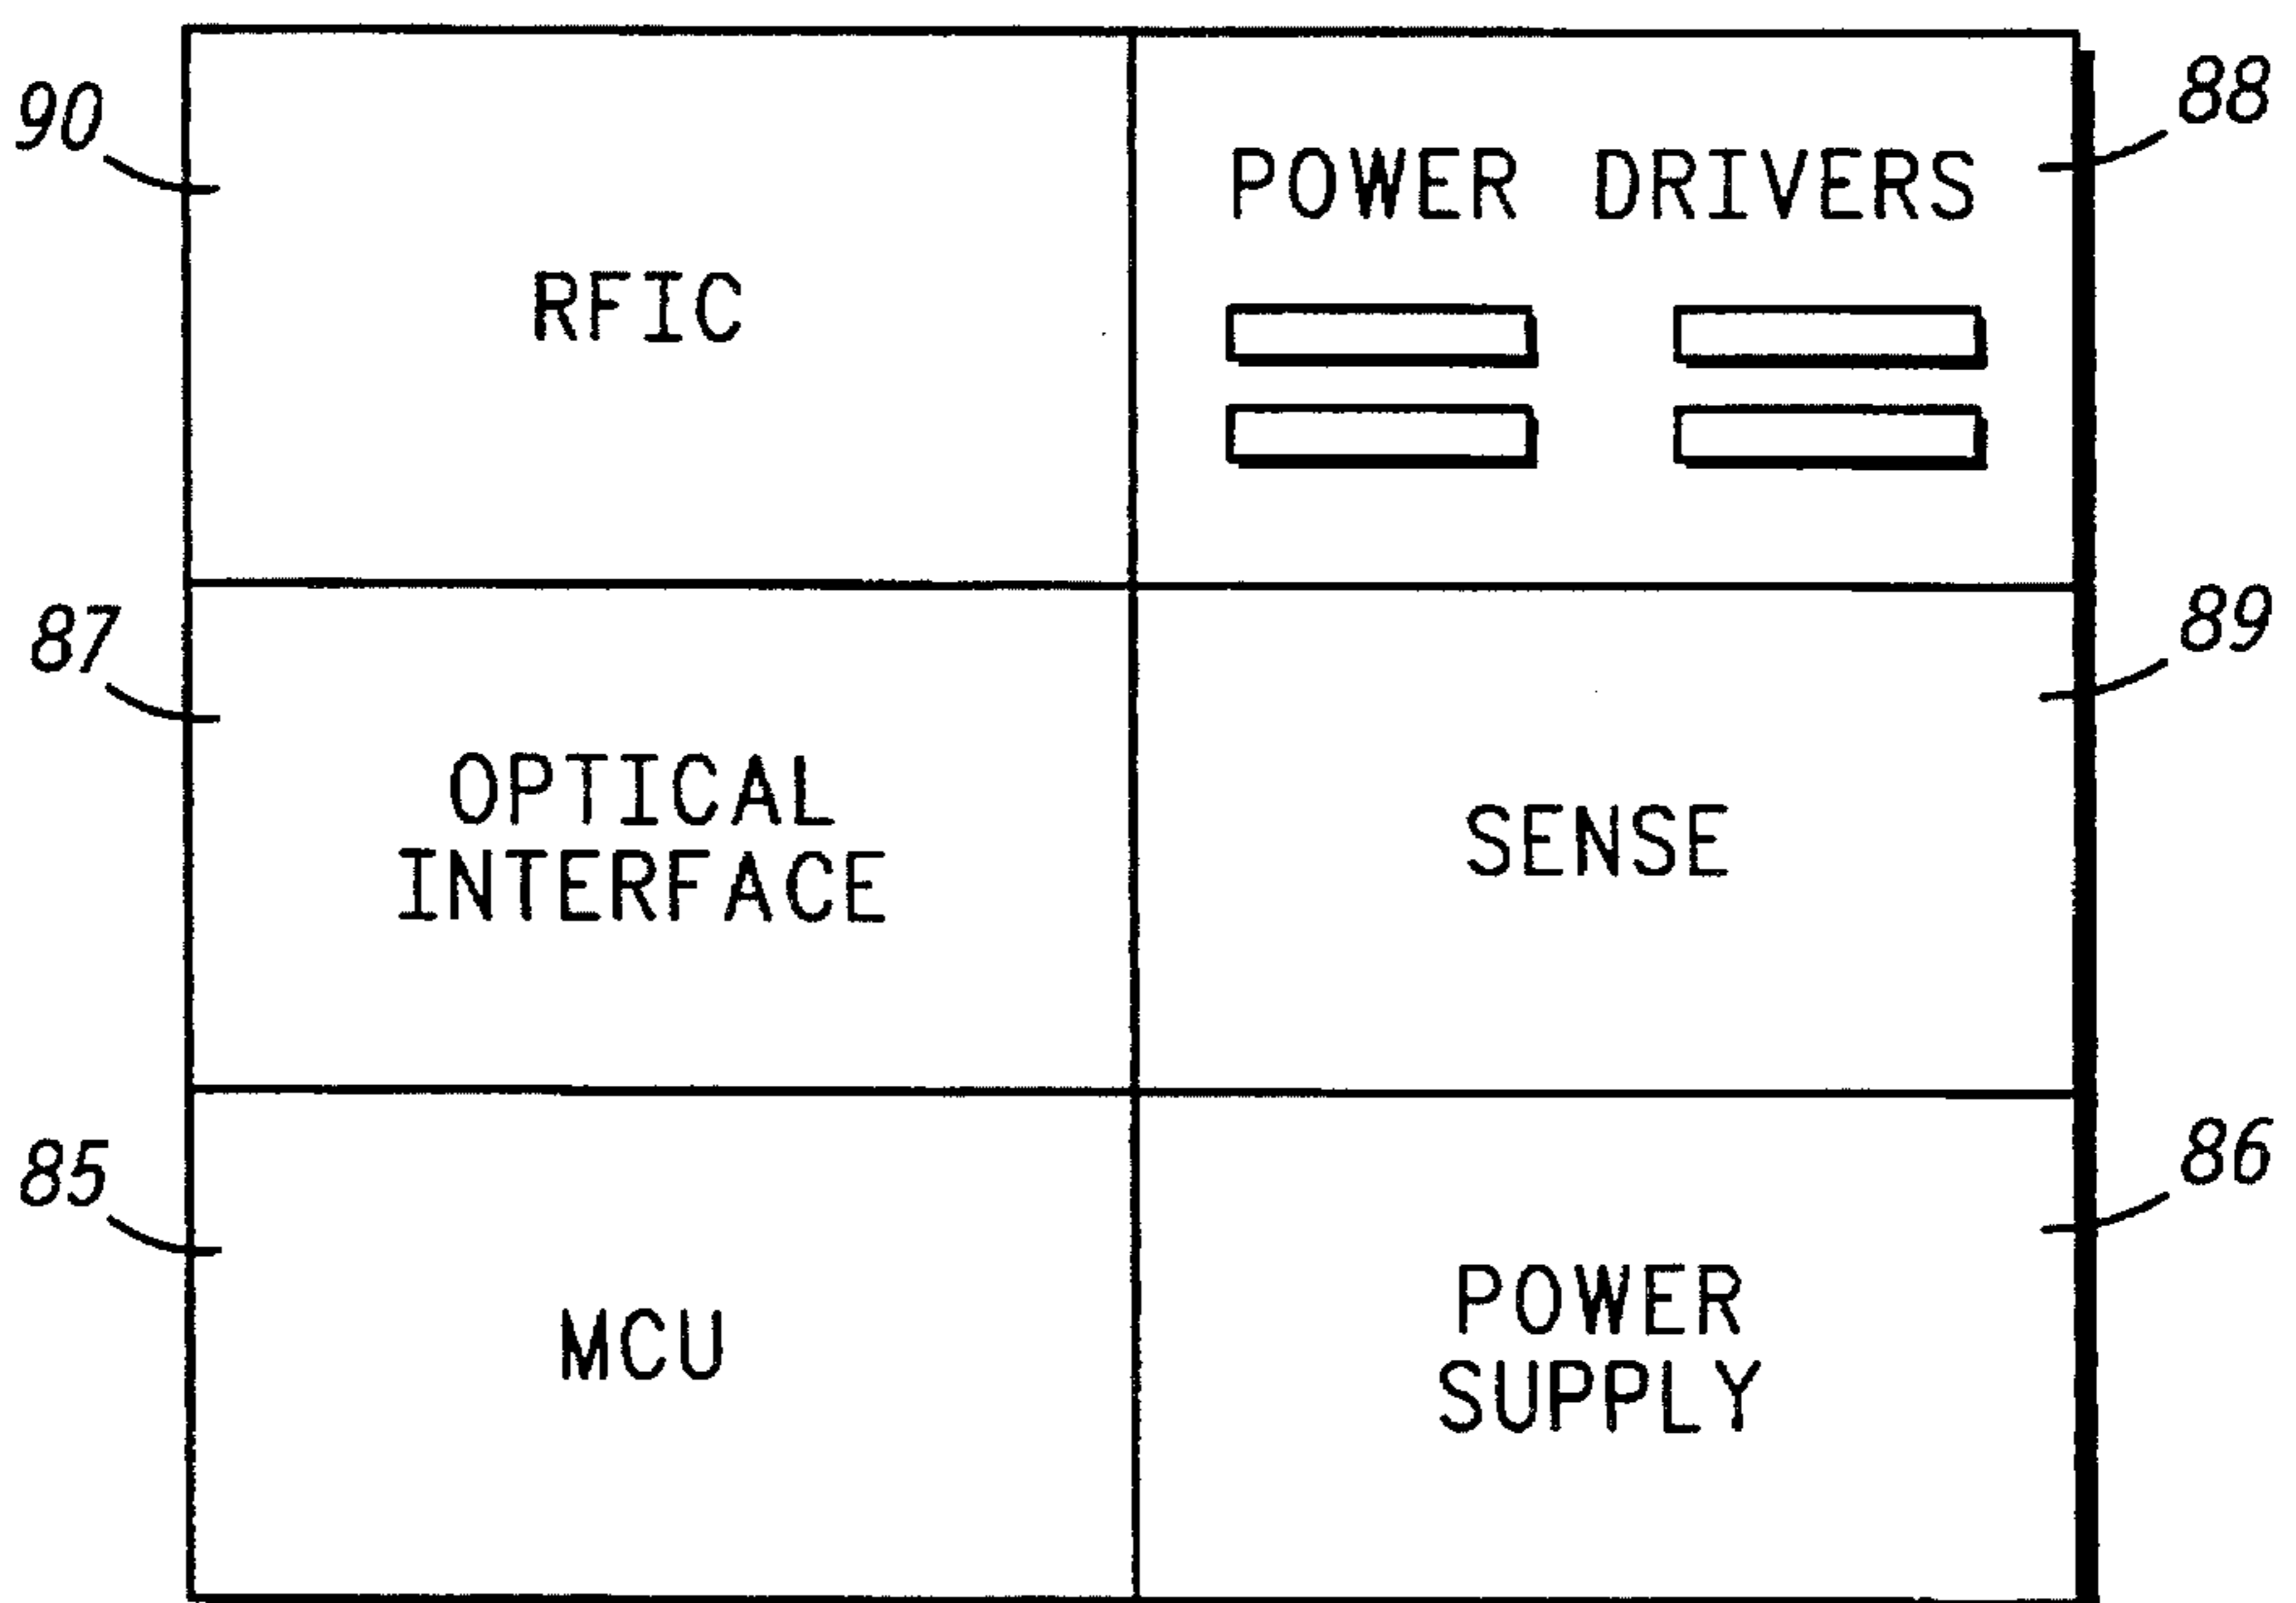 90
88
RFIC
POWER DRIVERS
87
89
OPTICAL
INTERFACE
SENSE
85
86
MCU
POWER
SUPPLY